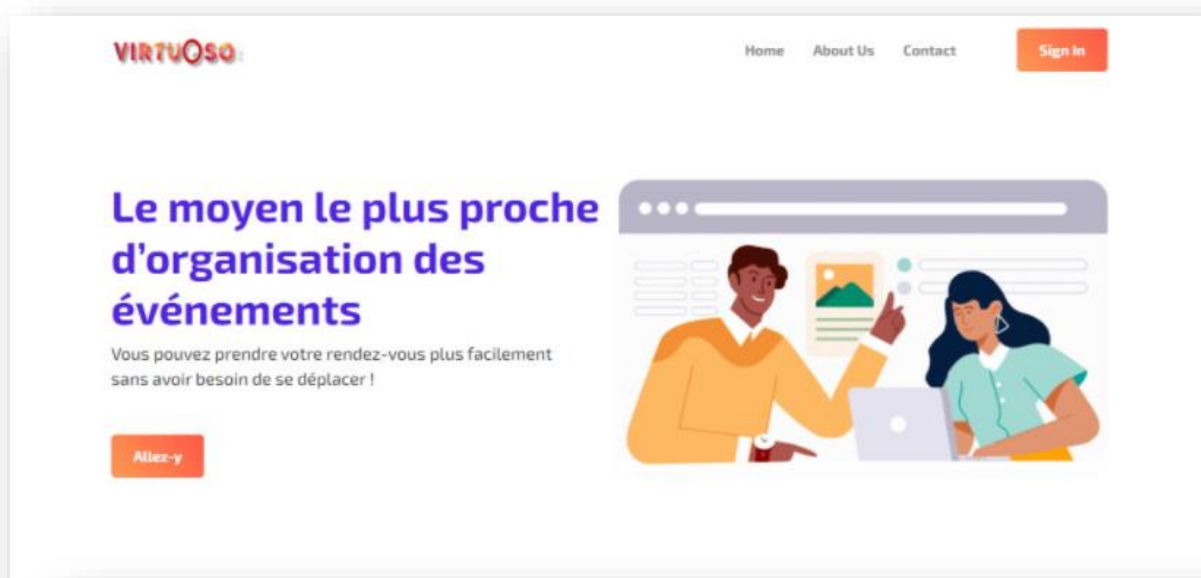 VIRTUOSO
Home About Us Contact Sign In
Le moyen le plus proche
d'organisation des
événements
Vous pouvez prendre votre rendez-vous plus facilement
sans avoir besoin de se déplacer !
Allez-y